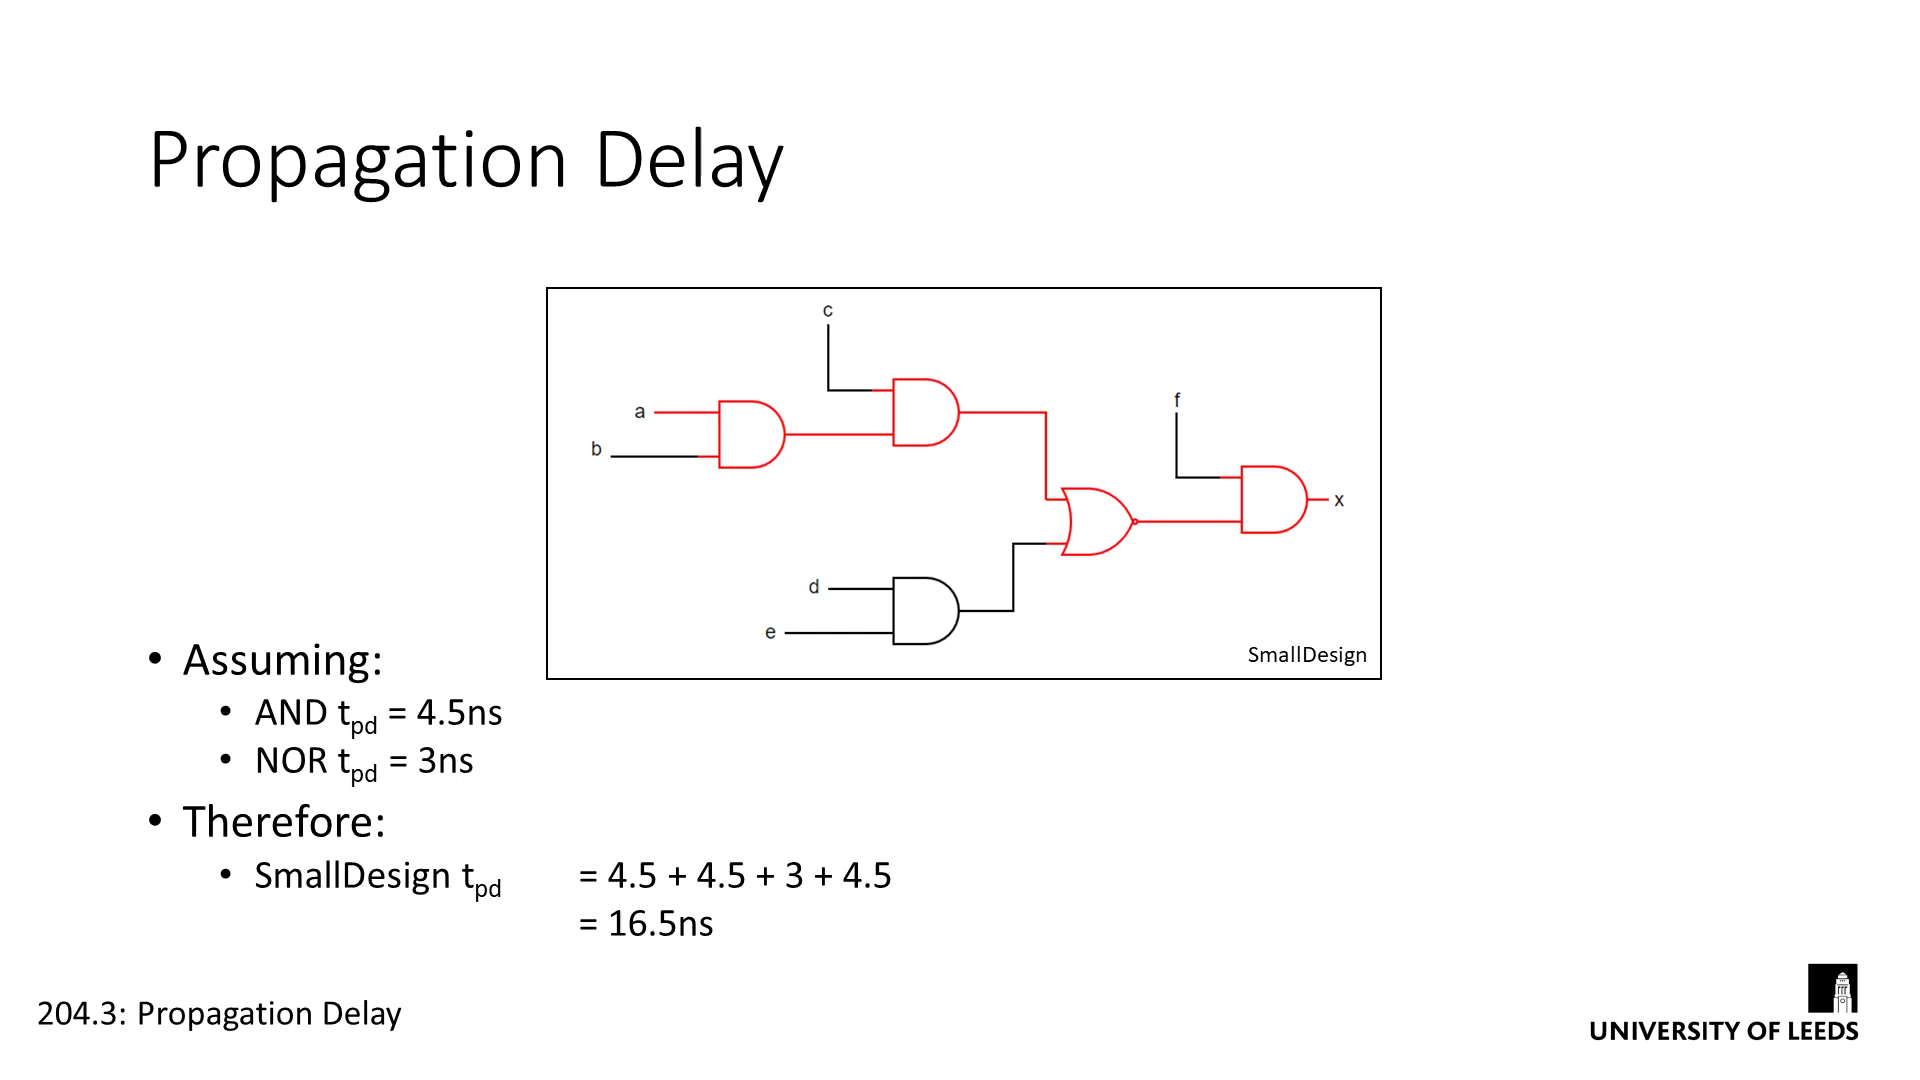 Propagation Delay
c
a
b
f
x
d
e
SmallDesign
• Assuming:
• AND tpd = 4.5ns
• NOR tpd = 3ns
• Therefore:
• SmallDesign tpd = 4.5 + 4.5 + 3 + 4.5
= 16.5ns
204.3: Propagation Delay
UNIVERSITY OF LEEDS